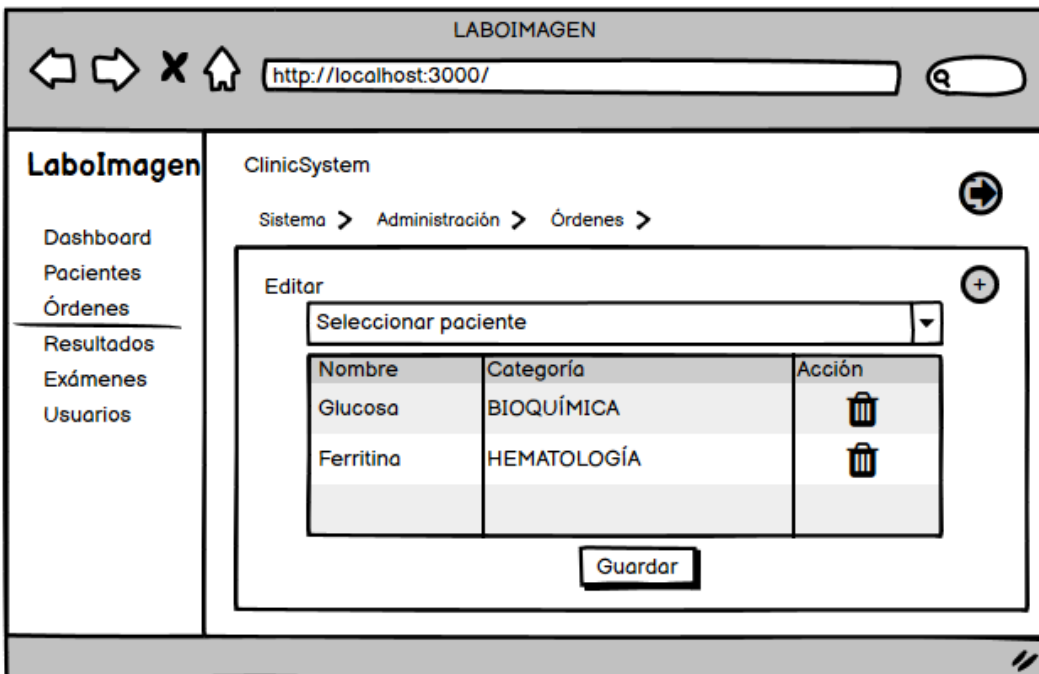 LABOIMAGEN
http://localhost:3000/
LaboImagen
Dashboard
Pacientes
Órdenes
Resultados
Exámenes
Usuarios
ClinicSystem
Sistema > Administración > Órdenes >
Editar
Seleccionar paciente
Nombre Categoría Acción
Glucosa BIOQUÍMICA
Ferritina HEMATOLOGÍA
Guardar